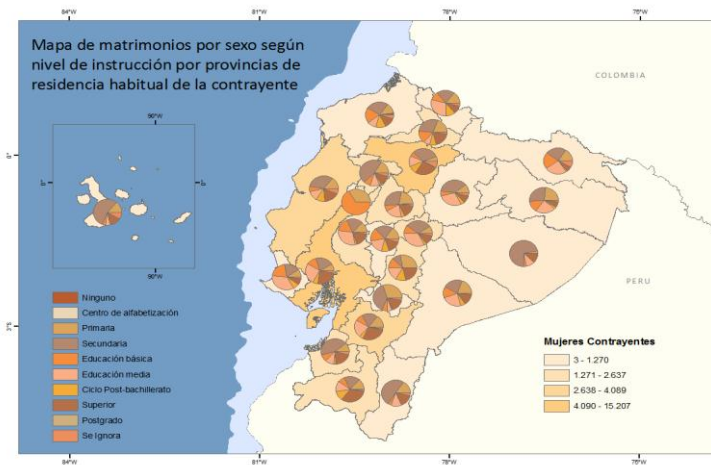 84°W
81°W
78°W
75°W
Mapa de matrimonios por sexo según
nivel de instrucción por provincias de
residencia habitual de la contrayente
COLOMBIA
90°W
0°
90°W
PERU
Ninguno
Centro de alfabetización
Primaria
Secundaria
Educación básica
Educación media
Ciclo Post-bachillerato
Superior
Postgrado
Se Ignora
Mujeres Contrayentes
3 - 1.270
1.271 - 2.637
2.638 - 4.089
4.090 - 15.207
84°W
81°W
78°W
75°W